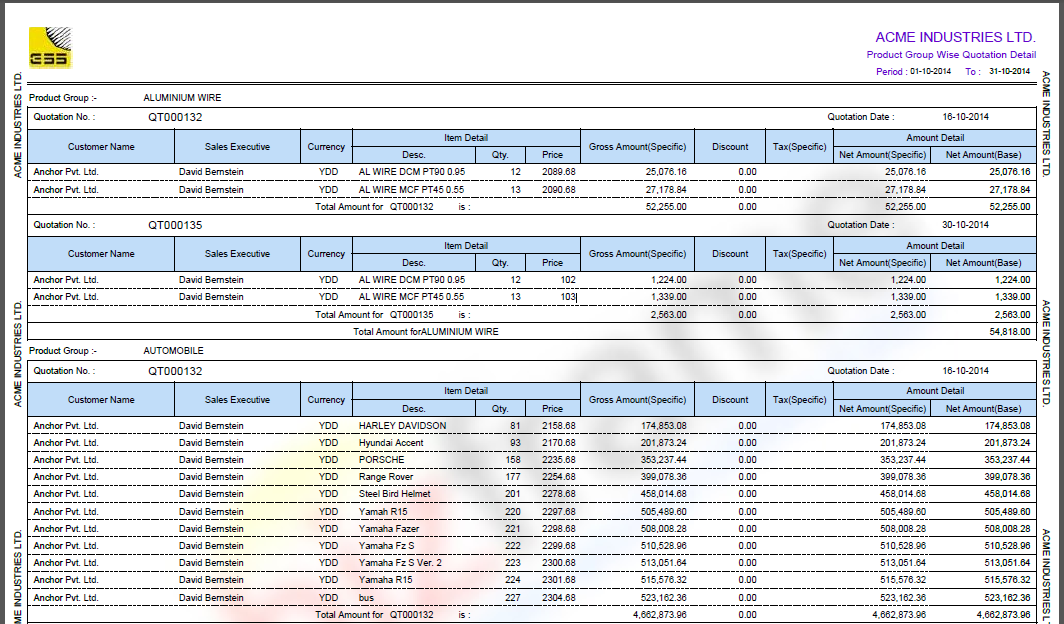 GSS
ACME INDUSTRIES LTD.
Product Group Wise Quotation Detail
Period : 01-10-2014 To : 31-10-2014
ACME INDUSTRIES LTD.
ACME INDUSTRIES LTD.
Product Group :- ALUMINIUM WIRE
Quotation No. : QT000132 Quotation Date : 16-10-2014
Customer Name Sales Executive Currency Item Detail Gross Amount(Specific) Discount Tax(Specific) Amount Detail
Desc. Qty. Price Net Amount(Specific) Net Amount(Base)
Anchor Pvt. Ltd. David Bernstein YDD AL WIRE DCM PT90 0.95 12 2089.68 25,076.16 0.00 25,076.16 25,076.16
Anchor Pvt. Ltd. David Bernstein YDD AL WIRE MCF PT45 0.55 13 2090.68 27,178.84 0.00 27,178.84 27,178.84
Total Amount for QT000132 is : 52,255.00 0.00 52,255.00 52,255.00
Quotation No. : QT000135 Quotation Date : 30-10-2014
Customer Name Sales Executive Currency Item Detail Gross Amount(Specific) Discount Tax(Specific) Amount Detail
Desc. Qty. Price Net Amount(Specific) Net Amount(Base)
Anchor Pvt. Ltd. David Bernstein YDD AL WIRE DCM PT90 0.95 12 102 1,224.00 0.00 1,224.00 1,224.00
Anchor Pvt. Ltd. David Bernstein YDD AL WIRE MCF PT45 0.55 13 103 1,339.00 0.00 1,339.00 1,339.00
Total Amount for QT000135 is : 2,563.00 0.00 2,563.00 2,563.00
Total Amount forALUMINIUM WIRE 54,818.00
ACME INDUSTRIES LTD.
ACME INDUSTRIES LTD.
Product Group :- AUTOMOBILE
Quotation No. : QT000132 Quotation Date : 16-10-2014
Customer Name Sales Executive Currency Item Detail Gross Amount(Specific) Discount Tax(Specific) Amount Detail
Desc. Qty. Price Net Amount(Specific) Net Amount(Base)
Anchor Pvt. Ltd. David Bernstein YDD HARLEY DAVIDSON 81 2158.68 174,853.08 0.00 174,853.08 174,853.08
Anchor Pvt. Ltd. David Bernstein YDD Hyundai Accent 93 2170.68 201,873.24 0.00 201,873.24 201,873.24
Anchor Pvt. Ltd. David Bernstein YDD PORSCHE 158 2235.68 353,237.44 0.00 353,237.44 353,237.44
Anchor Pvt. Ltd. David Bernstein YDD Range Rover 177 2254.68 399,078.36 0.00 399,078.36 399,078.36
Anchor Pvt. Ltd. David Bernstein YDD Steel Bird Helmet 201 2278.68 458,014.68 0.00 458,014.68 458,014.68
Anchor Pvt. Ltd. David Bernstein YDD Yamah R15 220 2297.68 505,489.60 0.00 505,489.60 505,489.60
Anchor Pvt. Ltd. David Bernstein YDD Yamaha Fazer 221 2298.68 508,008.28 0.00 508,008.28 508,008.28
Anchor Pvt. Ltd. David Bernstein YDD Yamaha Fz S 222 2299.68 510,528.96 0.00 510,528.96 510,528.96
Anchor Pvt. Ltd. David Bernstein YDD Yamaha Fz S Ver. 2 223 2300.68 513,051.64 0.00 513,051.64 513,051.64
Anchor Pvt. Ltd. David Bernstein YDD Yamaha R15 224 2301.68 515,576.32 0.00 515,576.32 515,576.32
Anchor Pvt. Ltd. David Bernstein YDD bus 227 2304.68 523,162.36 0.00 523,162.36 523,162.36
Total Amount for QT000132 is : 4,662,873.96 0.00 4,662,873.96 4,662,873.96
ME INDUSTRIES LTD.
ACME INDUSTRIES